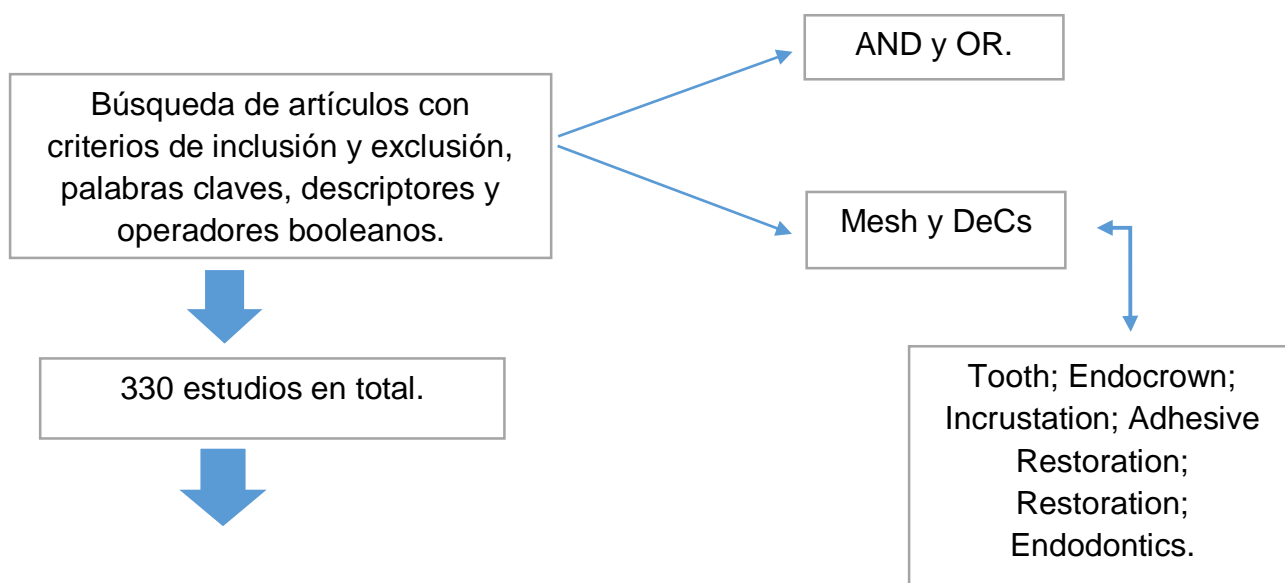 Búsqueda de artículos con
criterios de inclusión y exclusión,
palabras claves, descriptores y
operadores booleanos.
AND y OR.
Mesh y DeCs
330 estudios en total.
Tooth; Endocrown;
Incrustation; Adhesive
Restoration;
Restoration;
Endodontics.